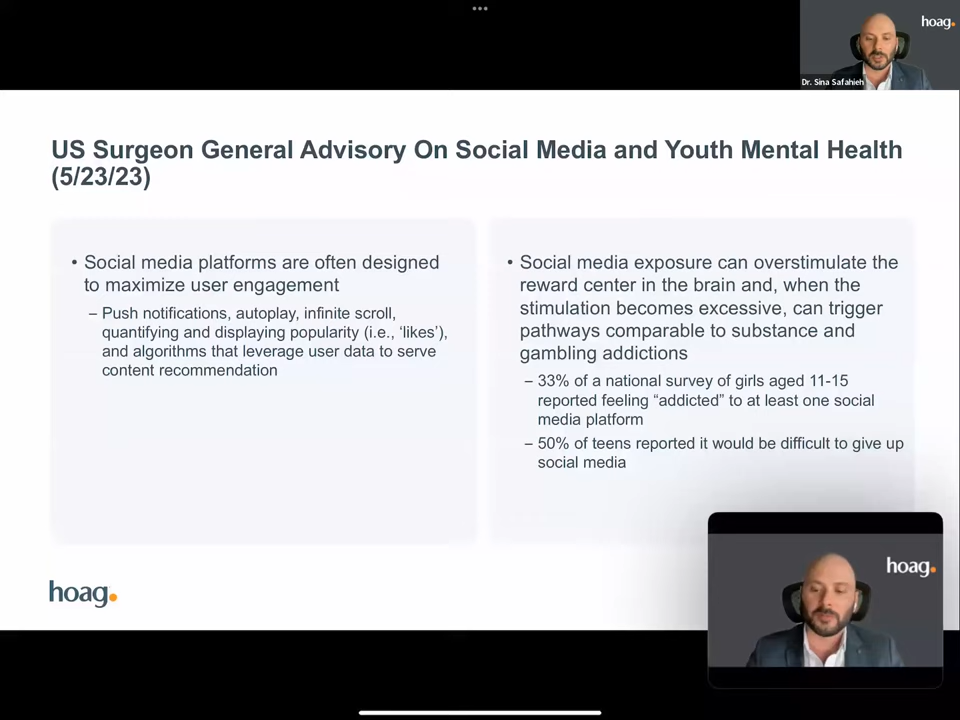 hoag.
Dr. Sina Safahieh
US Surgeon General Advisory On Social Media and Youth Mental Health
(5/23/23)
• Social media platforms are often designed
to maximize user engagement
– Push notifications, autoplay, infinite scroll,
quantifying and displaying popularity (i.e., ‘likes’),
and algorithms that leverage user data to serve
content recommendation
• Social media exposure can overstimulate the
reward center in the brain and, when the
stimulation becomes excessive, can trigger
pathways comparable to substance and
gambling addictions
– 33% of a national survey of girls aged 11-15
reported feeling “addicted” to at least one social
media platform
– 50% of teens reported it would be difficult to give up
social media
hoag.
hoag.